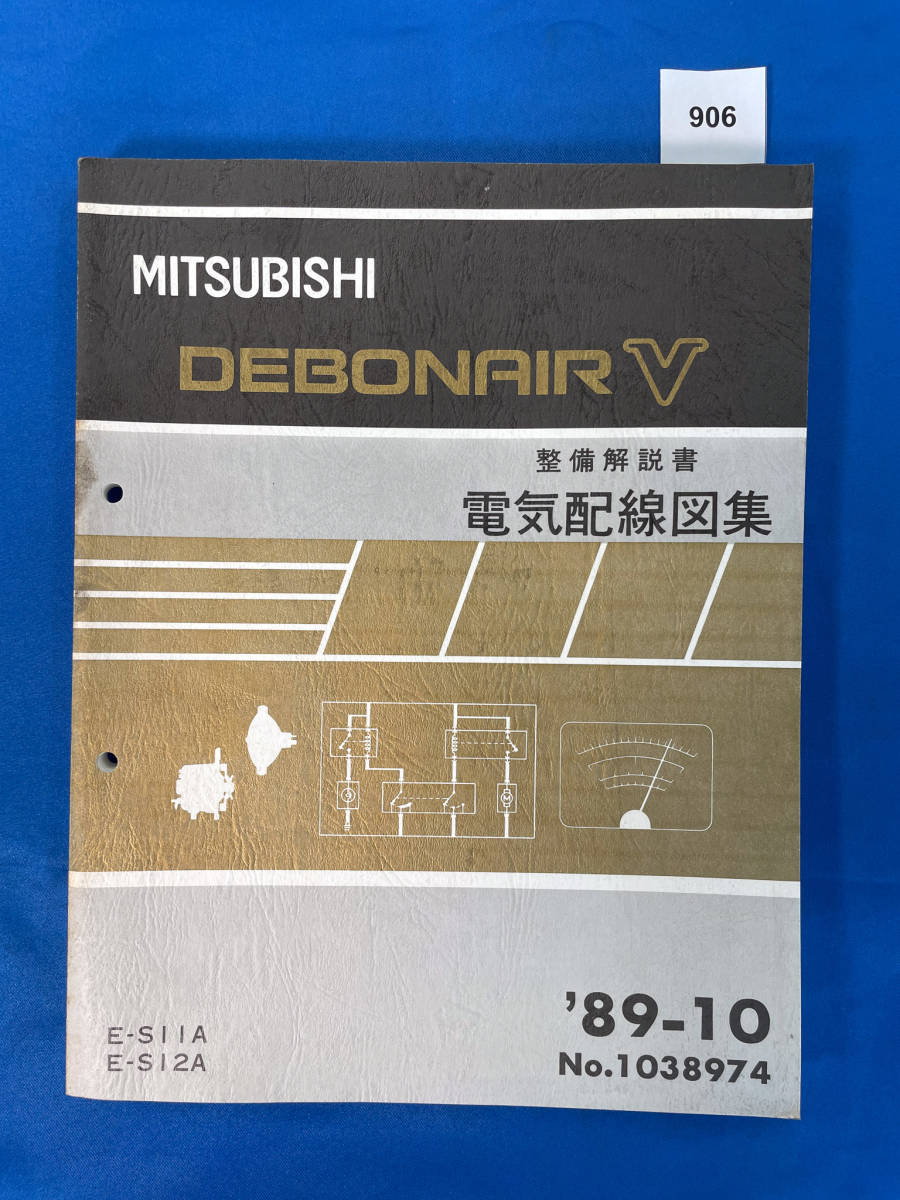 906
MITSUBISHI
DEBONAIR V
整備解説書
電気配線図集
M
'89-10
No.1038974
E-S11A
E-S12A